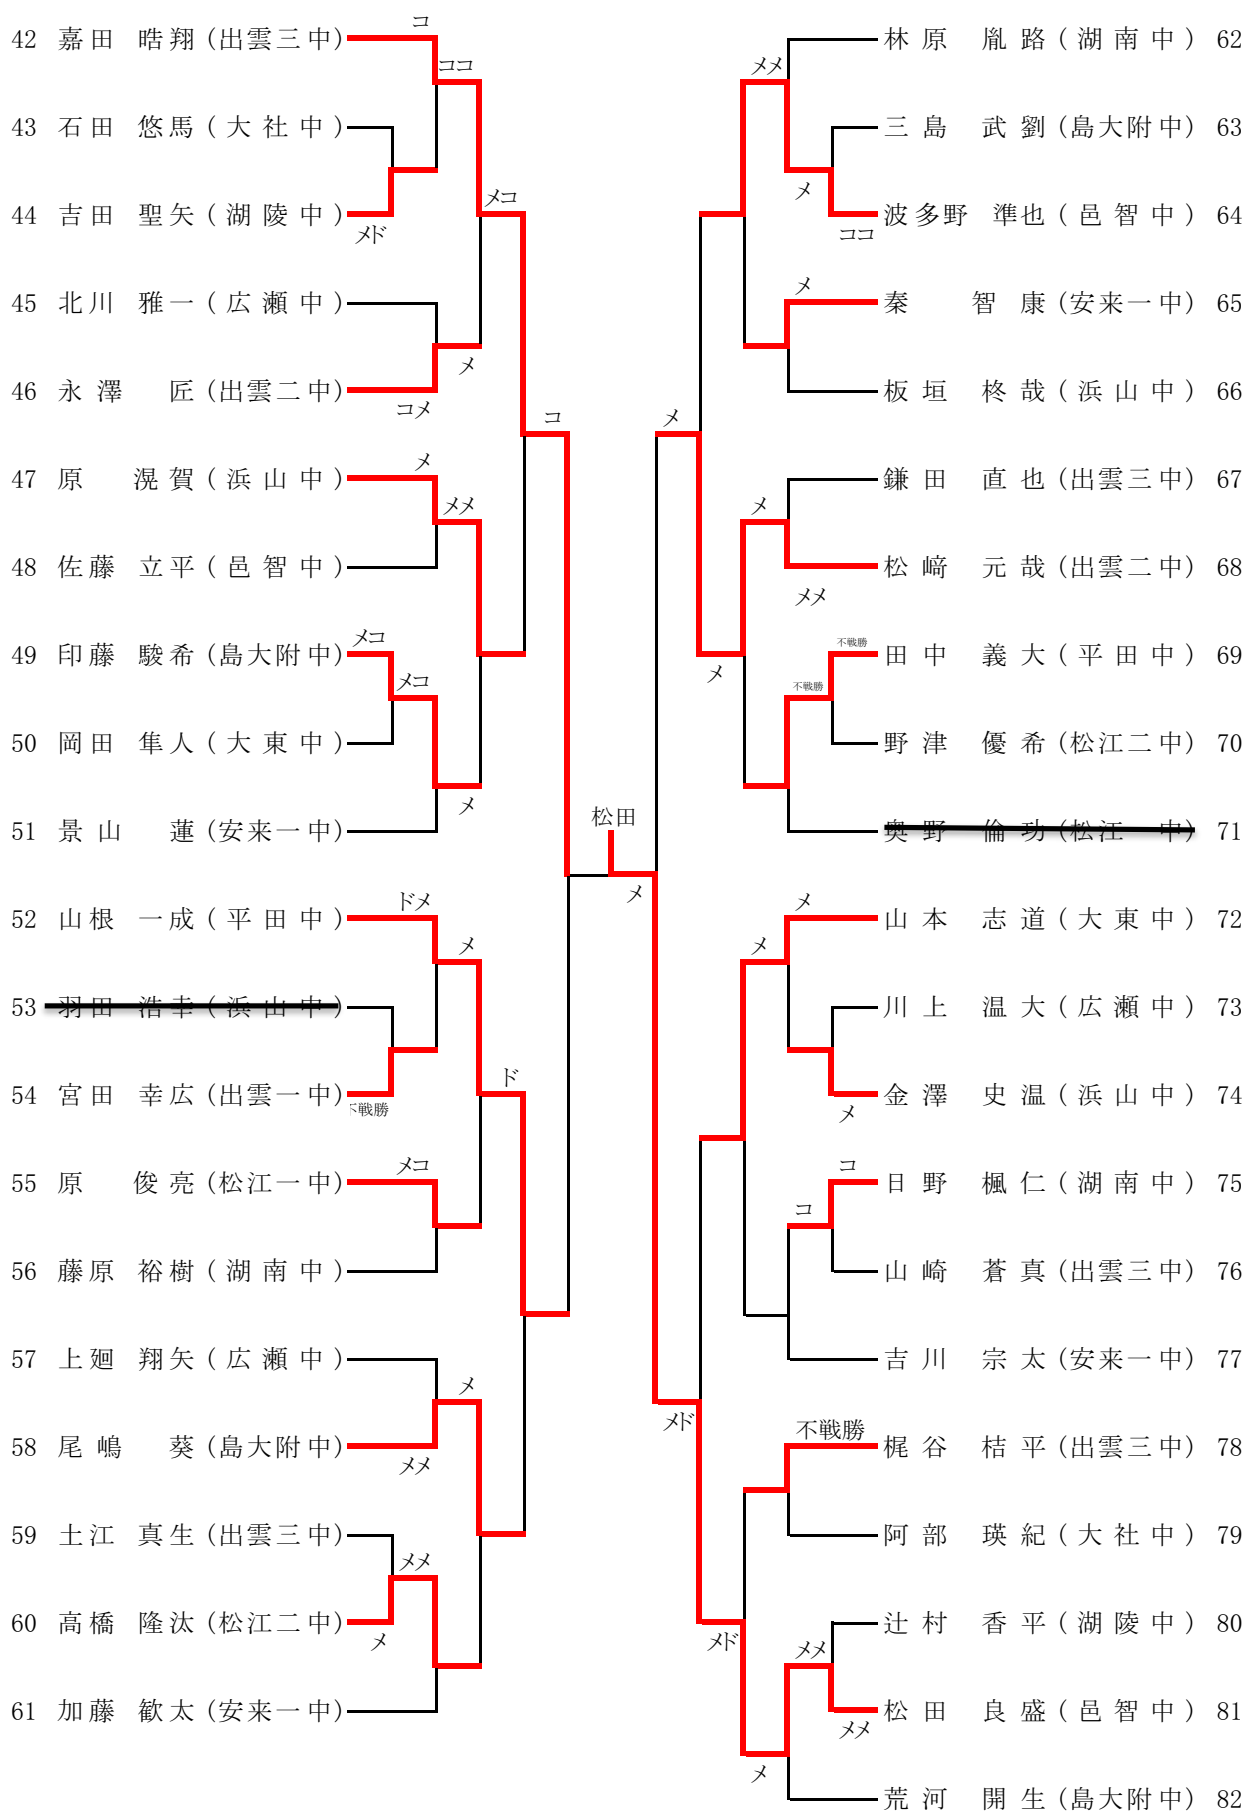 42 嘉田 晧翔 (出雲三中)
コ
ココ
43 石田 悠馬 (大社中)
44 吉田 聖矢 (湖陵中)
メド
メコ
45 北川 雅一 (広瀬中)
46 永澤 匠 (出雲二中)
コメ
メ
コ
47 原 滉賀 (浜山中)
メ
メメ
48 佐藤 立平 (邑智中)
49 印藤 駿希 (島大附中)
メコ
メコ
50 岡田 隼人 (大東中)
51 景山 蓮 (安来一中)
メ
52 山根 一成 (平田中)
ドメ
メ
53 羽田 浩幸 (浜山中)
54 宮田 幸広 (出雲一中)
不戦勝
ド
55 原 俊亮 (松江一中)
メコ
56 藤原 裕樹 (湖南中)
57 上廻 翔矢 (広瀬中)
メ
58 尾嶋 葵 (島大附中)
メメ
59 土江 真生 (出雲三中)
メメ
60 高橋 隆汰 (松江二中)
メ
61 加藤 歓太 (安来一中)
松田
メ
林原 胤路 (湖南中) 62
メメ
三島 武劉 (島大附中) 63
メ
波多野 準也 (邑智中) 64
ココ
メ
秦 智康 (安来一中) 65
板垣 柊哉 (浜山中) 66
メ
鎌田 直也 (出雲三中) 67
メ
松﨑 元哉 (出雲二中) 68
メメ
不戦勝
田中 義大 (平田中) 69
メ
不戦勝
野津 優希 (松江二中) 70
奥野 倫功 (松江一中) 71
メ
山本 志道 (大東中) 72
メ
川上 温大 (広瀬中) 73
金澤 史温 (浜山中) 74
メ
コ
日野 楓仁 (湖南中) 75
コ
山崎 蒼真 (出雲三中) 76
吉川 宗太 (安来一中) 77
メド
不戦勝
梶谷 桔平 (出雲三中) 78
阿部 瑛紀 (大社中) 79
辻村 香平 (湖陵中) 80
メド
メメ
松田 良盛 (邑智中) 81
メメ
メ
荒河 開生 (島大附中) 82